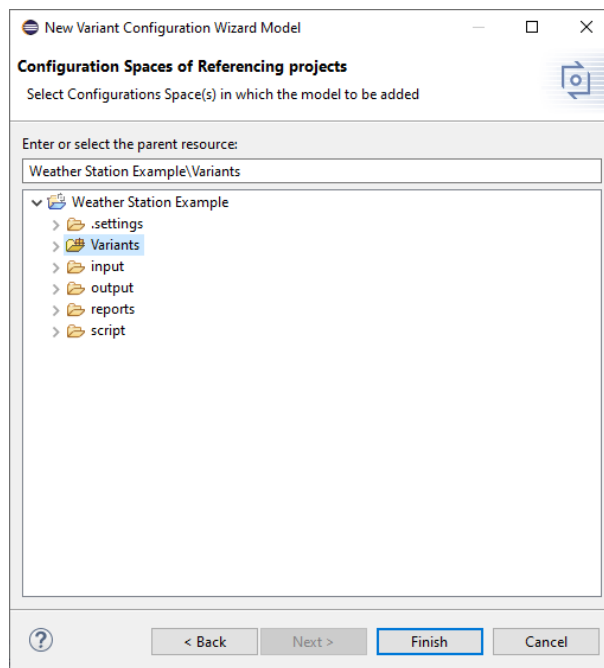 New Variant Configuration Wizard Model
Configuration Spaces of Referencing projects
Select Configurations Space(s) in which the model to be added
Enter or select the parent resource:
Weather Station Example\Variants
Weather Station Example
.settings
Variants
input
output
reports
script
? < Back Next > Finish Cancel